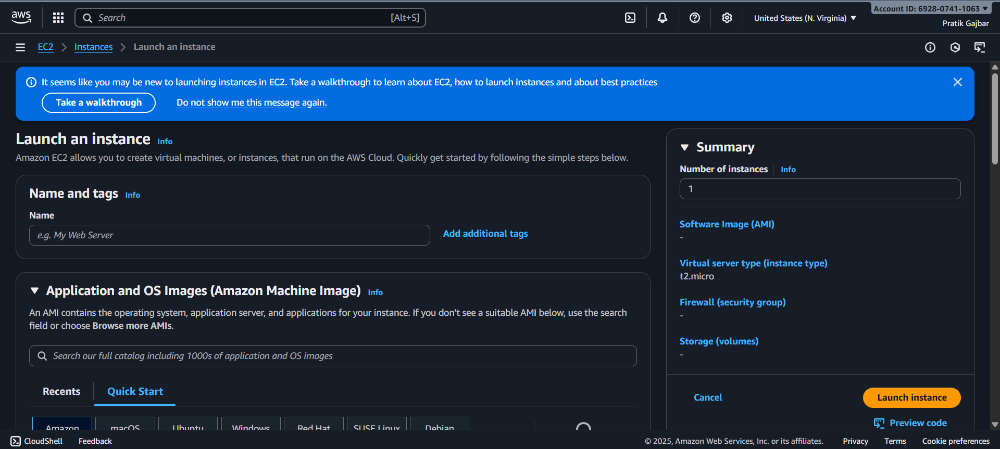 aws
Search
[Alt+S]
United States (N. Virginia)
Account ID: 6928-0741-1063
Pratik Gajbar
EC2
Instances
Launch an instance
It seems like you may be new to launching instances in EC2. Take a walkthrough to learn about EC2, how to launch instances and about best practices
Take a walkthrough
Do not show me this message again.
Launch an instance Info
Amazon EC2 allows you to create virtual machines, or instances, that run on the AWS Cloud. Quickly get started by following the simple steps below.
Name and tags Info
Name
e.g. My Web Server
Add additional tags
Application and OS Images (Amazon Machine Image) Info
An AMI contains the operating system, application server, and applications for your instance. If you don't see a suitable AMI below, use the search
field or choose Browse more AMIs.
Search our full catalog including 1000s of application and OS images
Recents
Quick Start
Amazon
macOS
Ubuntu
Windows
Red Hat
SUSE Linux
Debian
Summary
Number of instances Info
1
Software Image (AMI)
-
Virtual server type (instance type)
t2.micro
Firewall (security group)
-
Storage (volumes)
-
Cancel
Launch instance
Preview code
CloudShell
Feedback
© 2025, Amazon Web Services, Inc. or its affiliates.
Privacy
Terms
Cookie preferences